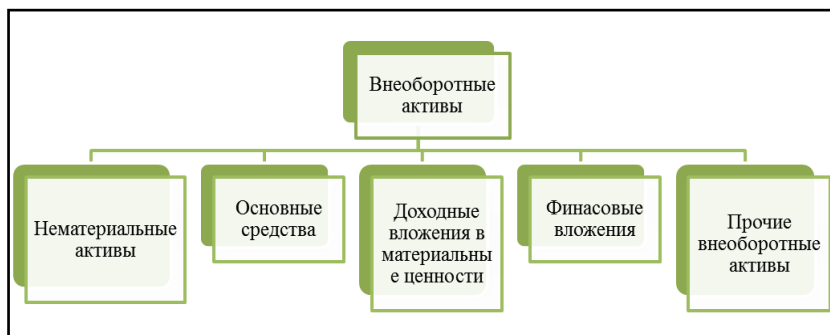 Внеоборотные
активы
Нематериальные
активы
Основные
средства
Доходные
вложения в
материальны
е ценности
Финасовые
вложения
Прочие
внеоборотные
активы